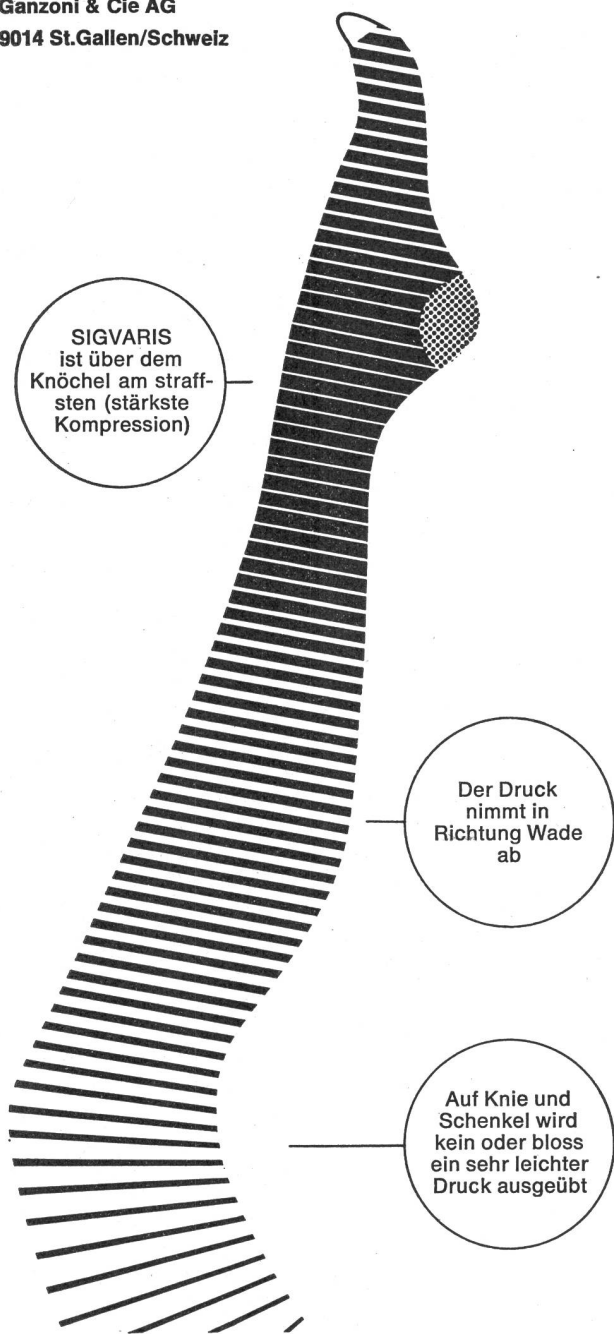 Ganzoni & Cie AG
9014 St.Gallen/Schweiz
SIGVARIS
ist über dem
Knöchel am straff-
sten (stärkste
Kompression)
Der Druck
nimmt in
Richtung Wade
ab
Auf Knie und
Schenkel wird
kein oder bloss
ein sehr leichter
Druck ausgeübt